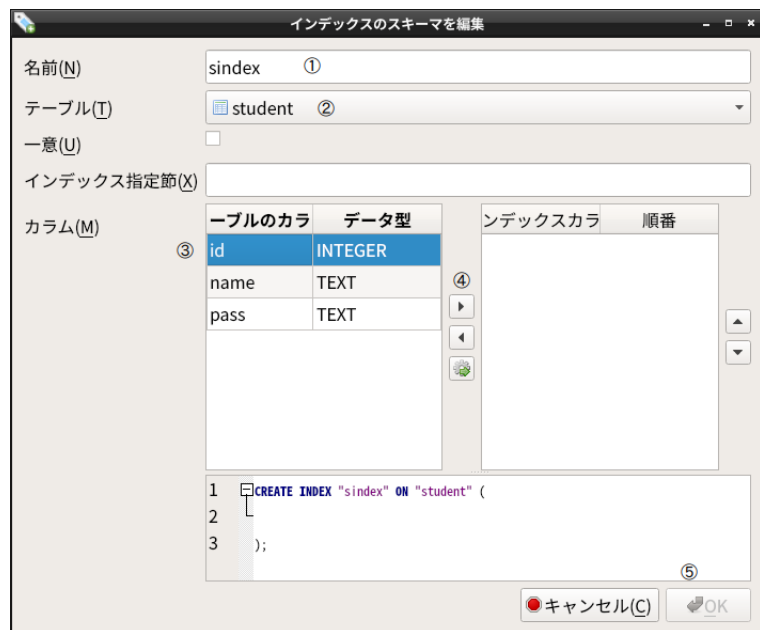 インデックスのスキーマを編集
名前(N) sindex ①
テーブル(T) student ②
一意(U)
インデックス指定節(X)
カラム(M) ーブルのカラ データ型 ンデックスカラ 順番
③ id INTEGER
name TEXT ④
pass TEXT
1 CREATE INDEX "sindex" ON "student" (
2
3 );
⑤
キャンセル(C) OK